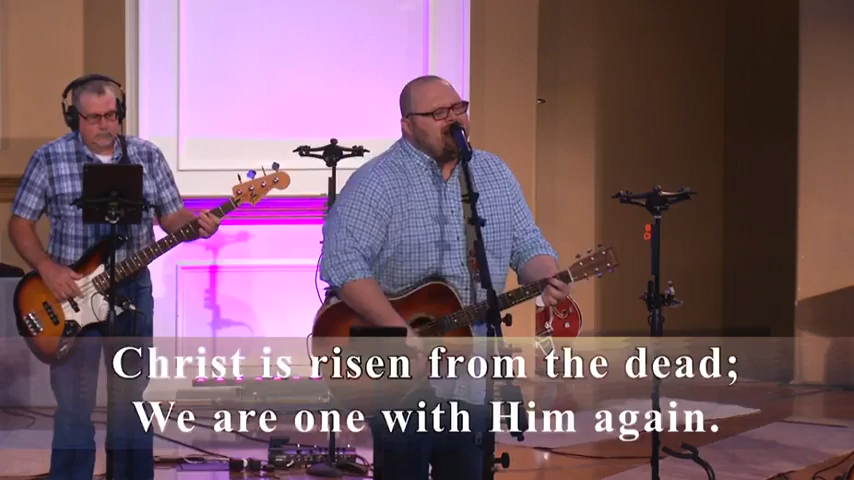 Christ is risen from the dead;
We are one with Him again.